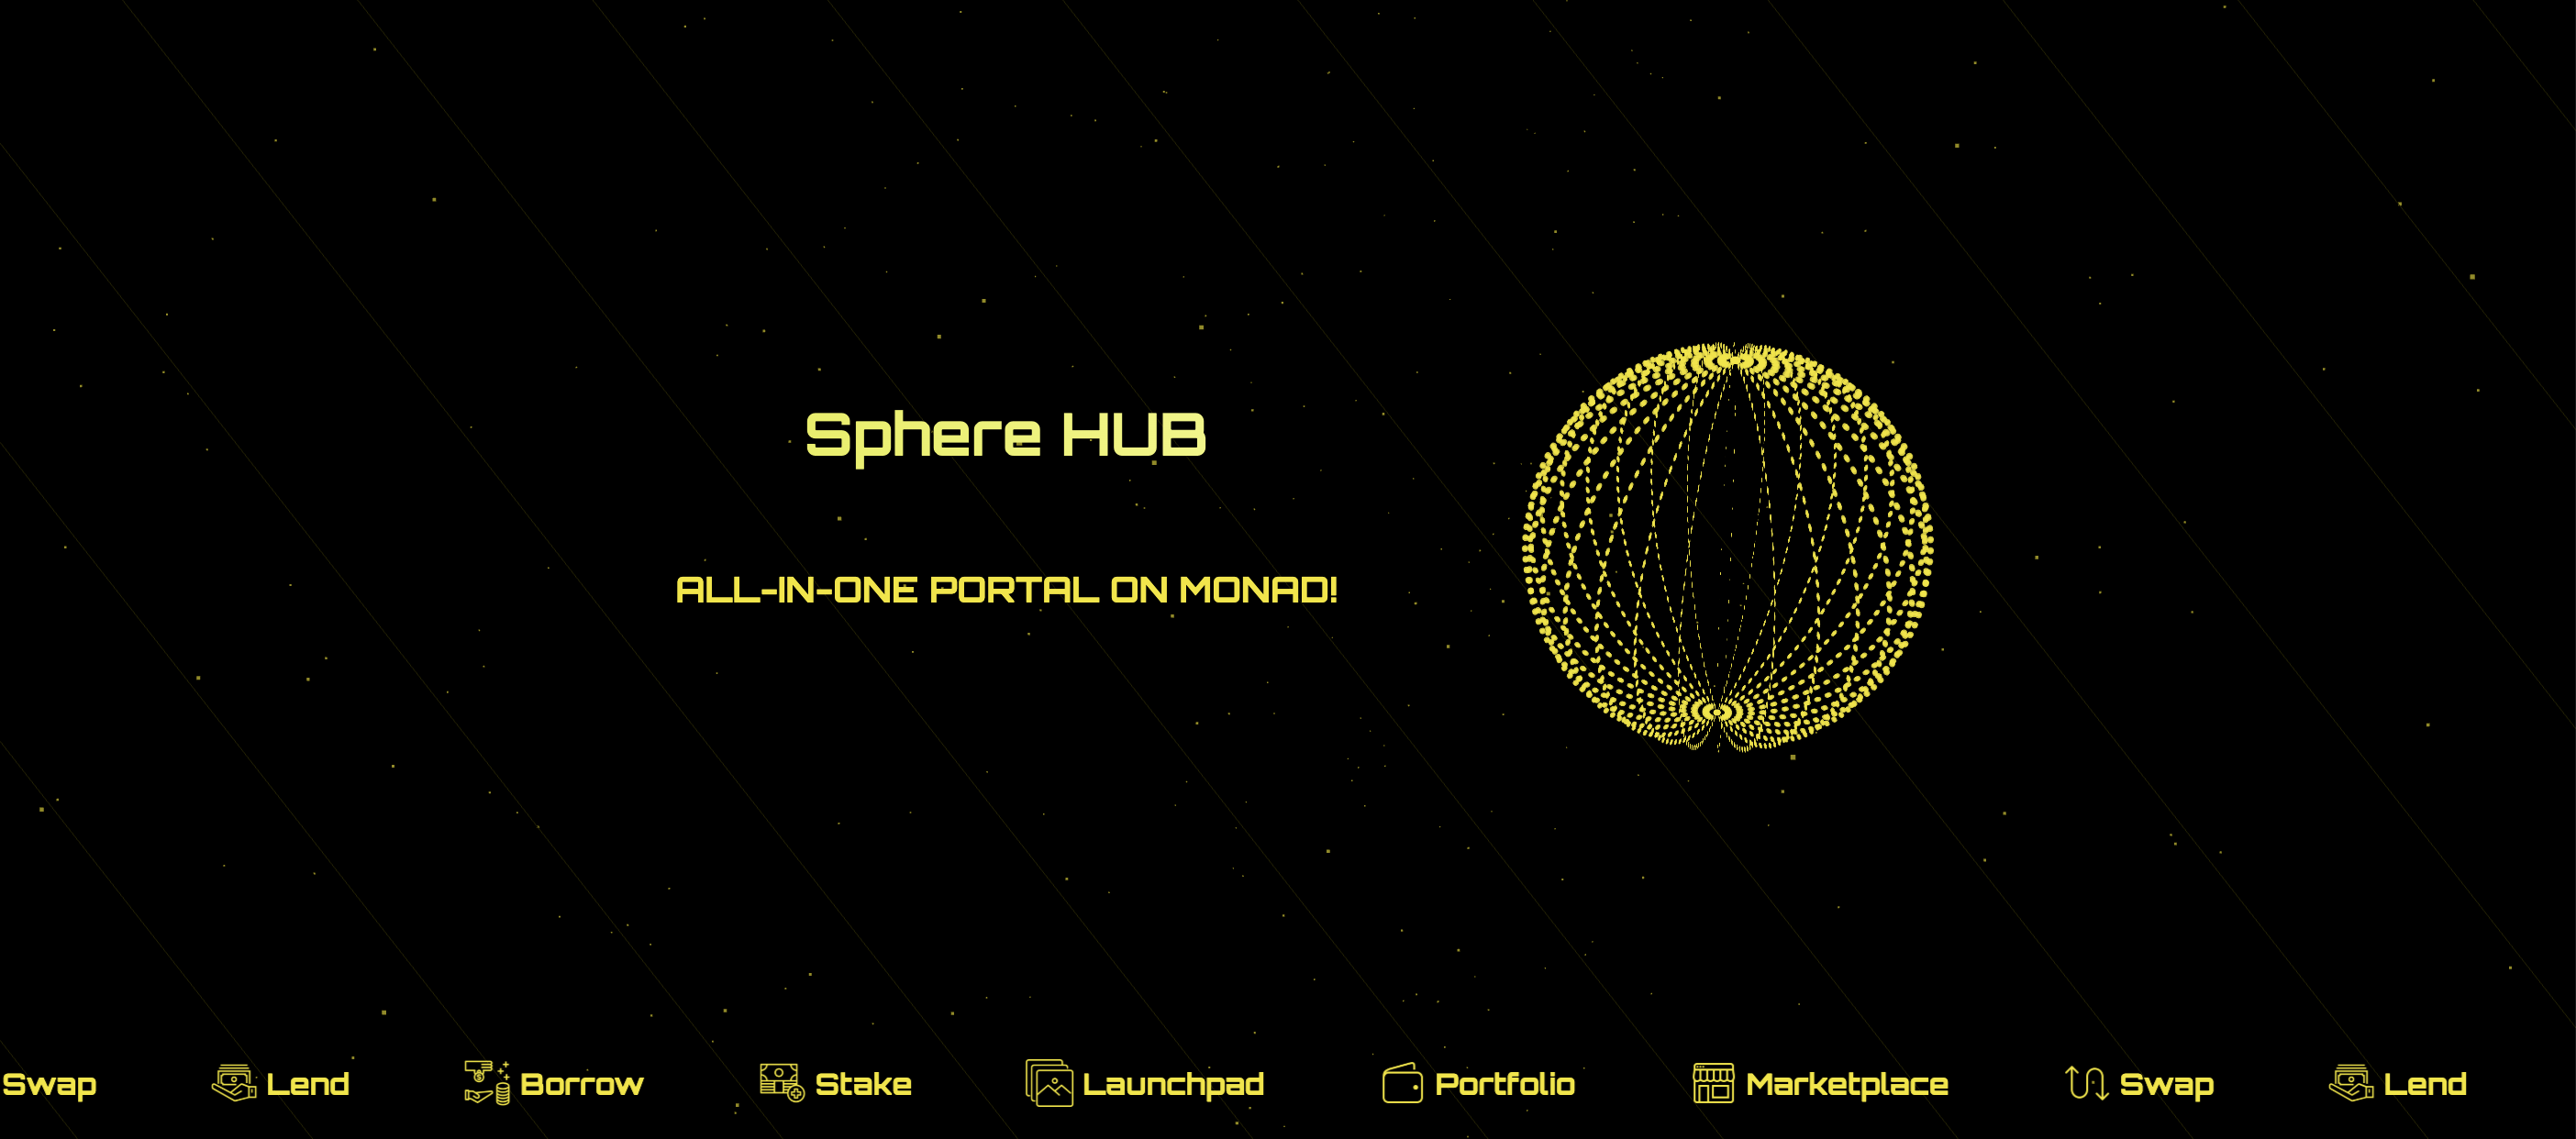 Sphere HUB
ALL-IN-ONE PORTAL ON MONAD!
Swap Lend Borrow Stake Launchpad Portfolio Marketplace Swap Lend